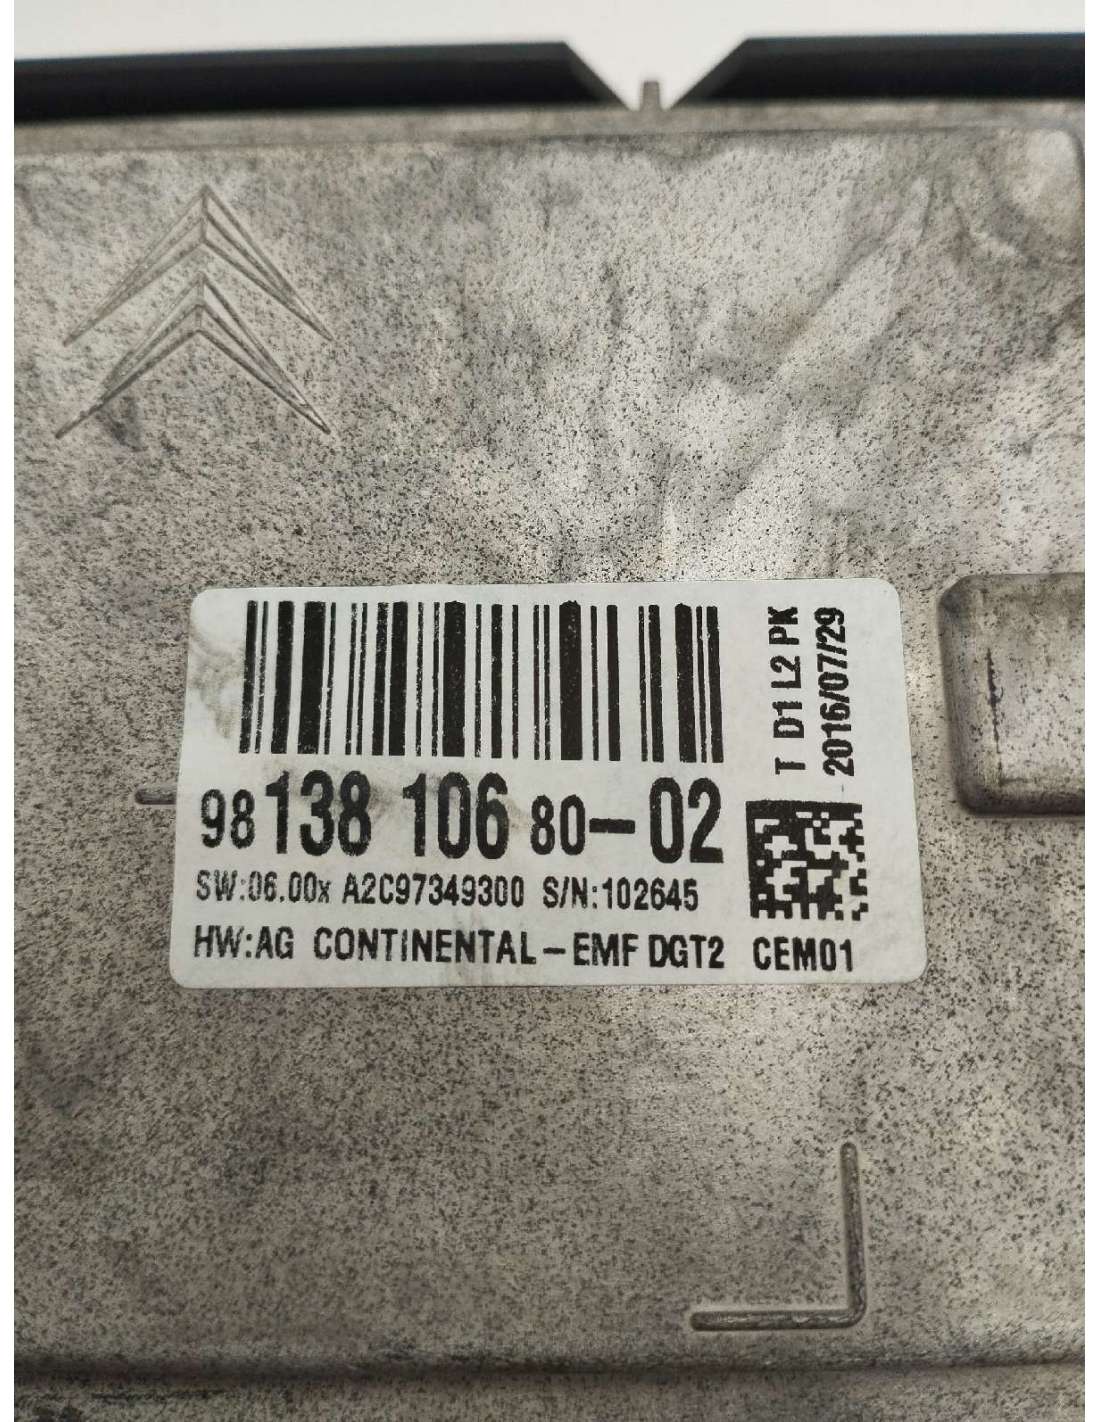 98 138 106 80-02
SW:06.00x A2C97349300 S/N:102645
HW:AG CONTINENTAL-EMF DGT2 CEM01
T D1 L2 PK
2016/07/29